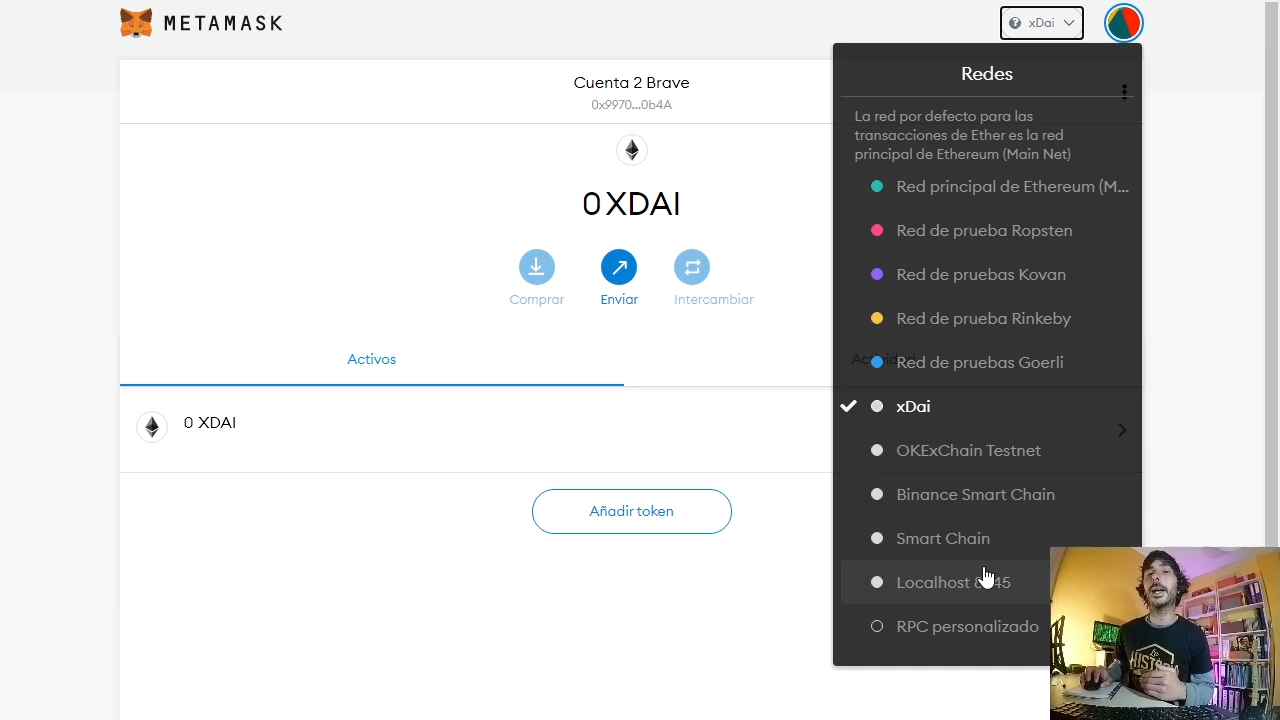 METAMASK
xDai
Cuenta 2 Brave
0x9970...0b4A
0 XDAI
Comprar
Enviar
Intercambiar
Activos
0 XDAI
Añadir token
Redes
La red por defecto para las
transacciones de Ether es la red
principal de Ethereum (Main Net)
Red principal de Ethereum (M...
Red de prueba Ropsten
Red de pruebas Kovan
Red de prueba Rinkeby
Red de pruebas Goerli
xDai
OKExChain Testnet
Binance Smart Chain
Smart Chain
Localhost
RPC personalizado